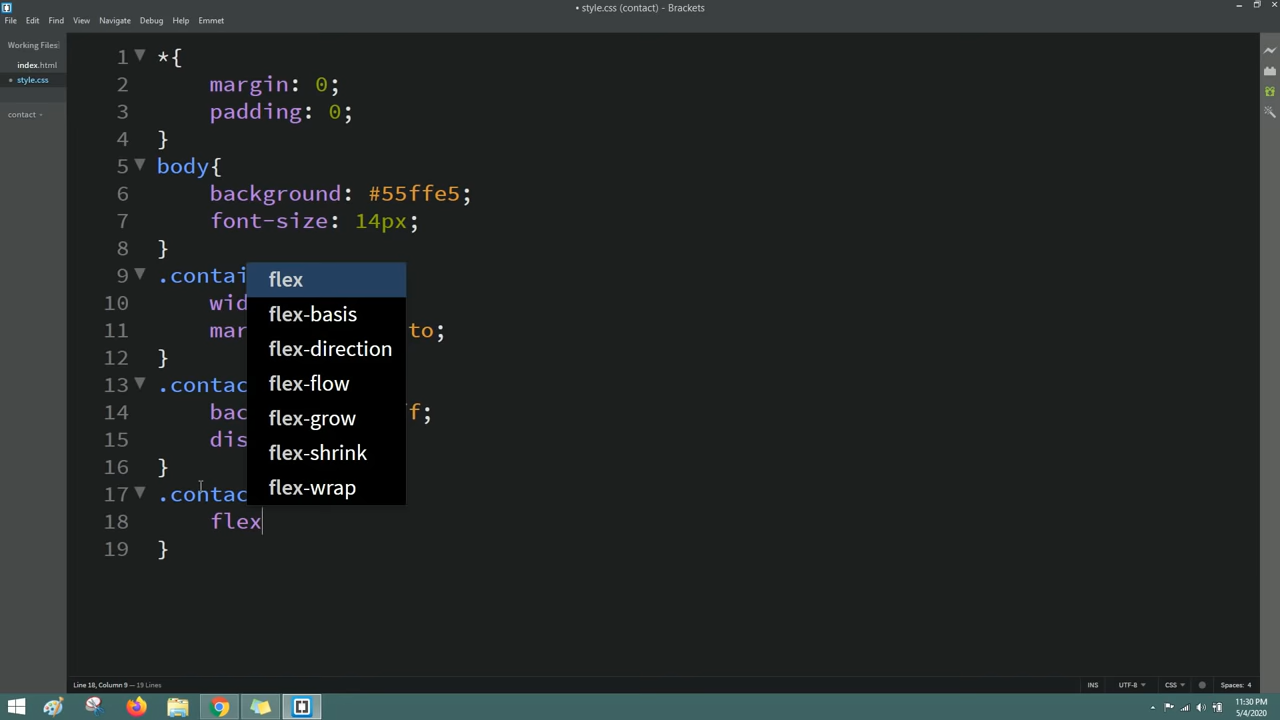 • style.css (contact) - Brackets
File Edit Find View Navigate Debug Help Emmet
Working Files
index.html
• style.css
contact
1 *{
2 margin: 0;
3 padding: 0;
4 }
5 body{
6 background: #55ffe5;
7 font-size: 14px;
8 }
9 .contai
10 wid
11 mar to;
12 }
13 .contac
14 bac f;
15 dis
16 }
17 .contac
18 flex
19 }
flex
flex-basis
flex-direction
flex-flow
flex-grow
flex-shrink
flex-wrap
Line 18, Column 9 — 19 Lines
INS UTF-8 CSS Spaces: 4
11:30 PM
5/4/2020